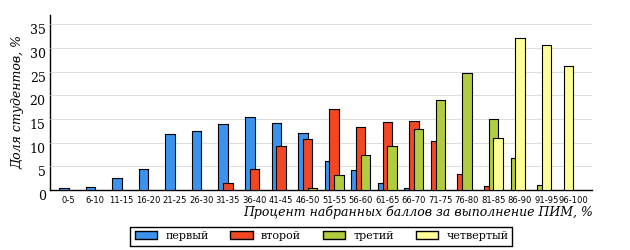 35
30
25
20
15
10
5
0
Доля студентов, %
0-5 6-10 11-15 16-20 21-25 26-30 31-35 36-40 41-45 46-50 51-55 56-60 61-65 66-70 71-75 76-80 81-85 86-90 91-95 96-100
Процент набранных баллов за выполнение ПИМ, %
первый второй третий четвертый